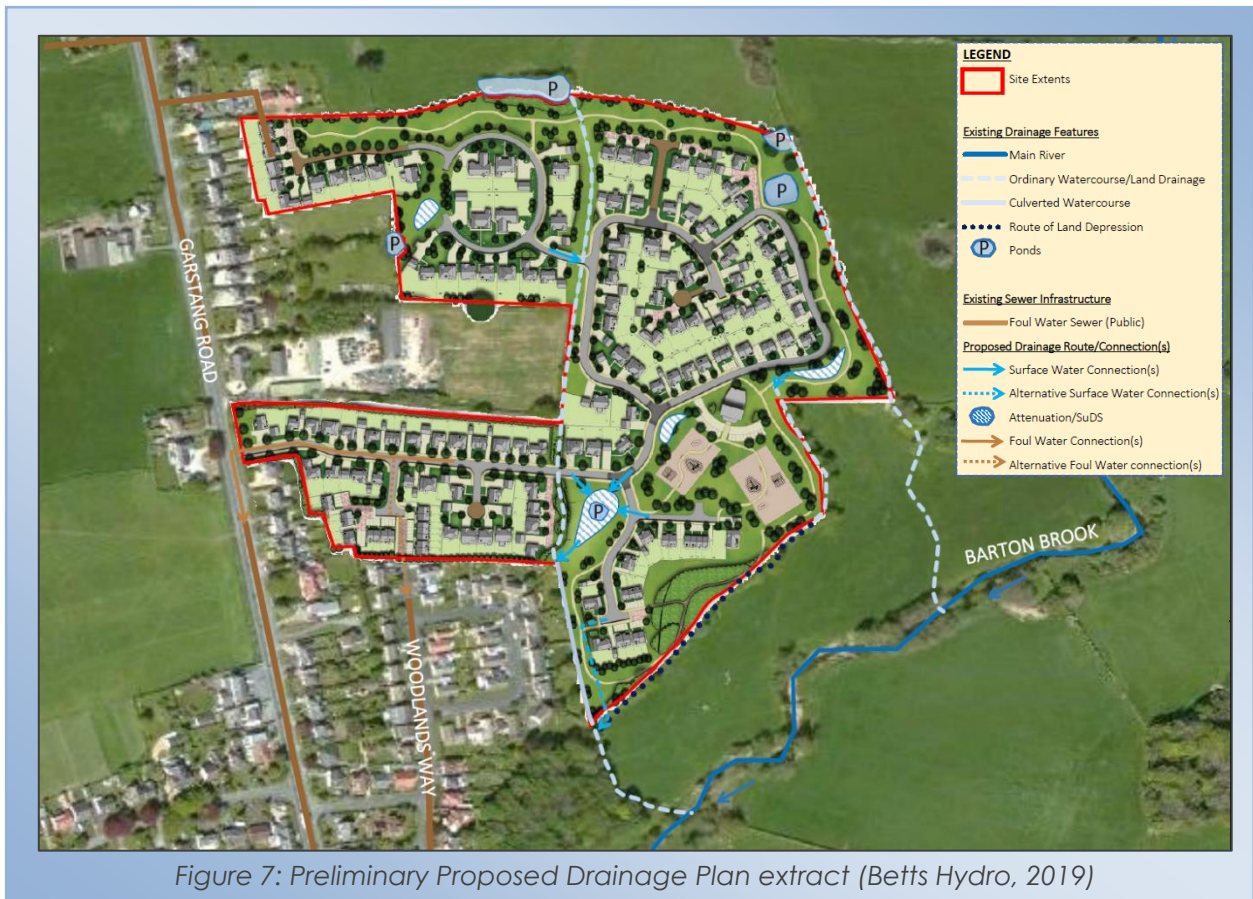 LEGEND
Site Extents
Existing Drainage Features
Main River
Ordinary Watercourse/Land Drainage
Culverted Watercourse
Route of Land Depression
P
Ponds
Existing Sewer Infrastructure
Foul Water Sewer (Public)
Proposed Drainage Route/Connection(s)
Surface Water Connection(s)
Alternative Surface Water Connection(s)
Attenuation/SuDS
Foul Water Connection(s)
Alternative Foul Water connection(s)
P
P
P
P
P
GARSTANG ROAD
WOODLANDS WAY
BARTON BROOK
Figure 7: Preliminary Proposed Drainage Plan extract (Betts Hydro, 2019)